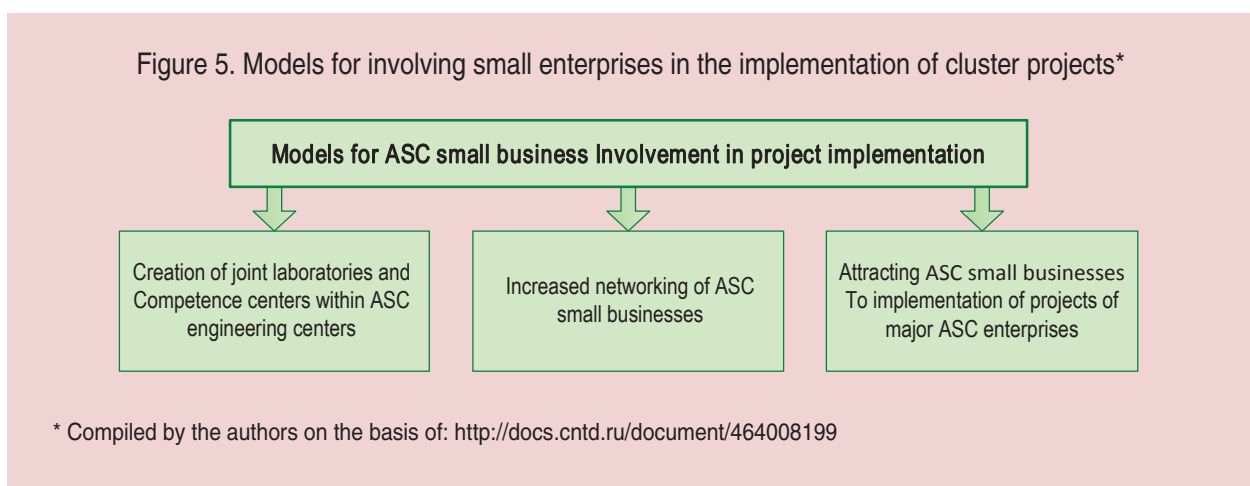 Figure 5. Models for involving small enterprises in the implementation of cluster projects*
Models for ASC small business Involvement in project implementation
Creation of joint laboratories and
Competence centers within ASC
engineering centers
Increased networking of ASC
small businesses
Attracting ASC small businesses
To implementation of projects of
major ASC enterprises
* Compiled by the authors on the basis of: http://docs.cntd.ru/document/464008199